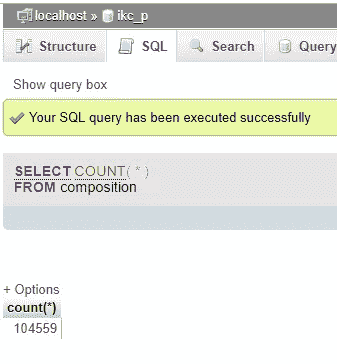 localhost » ikc_p
Structure SQL Search Query
Show query box
Your SQL query has been executed successfully
SELECT COUNT( * )
FROM composition
+ Options
count(*)
104559